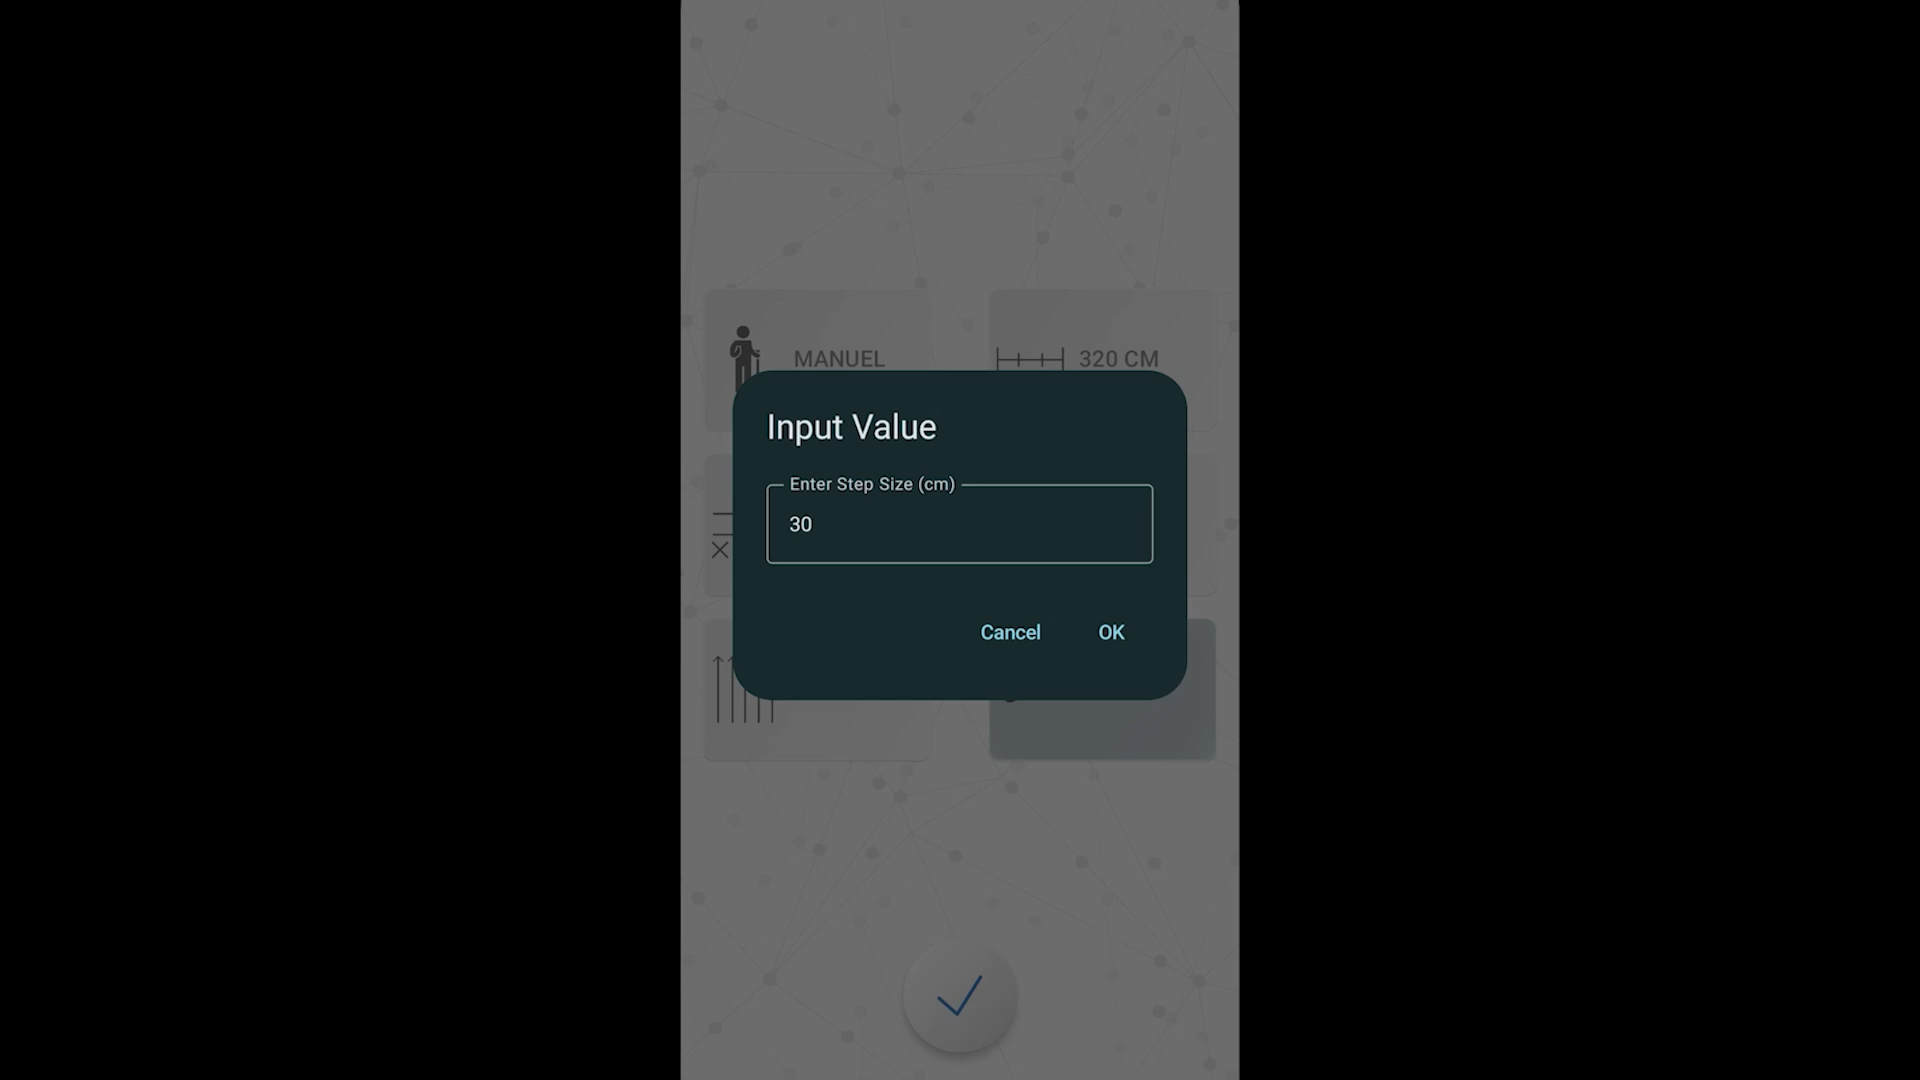 MANUEL
320 CM
Input Value
Enter Step Size (cm)
30
Cancel
OK